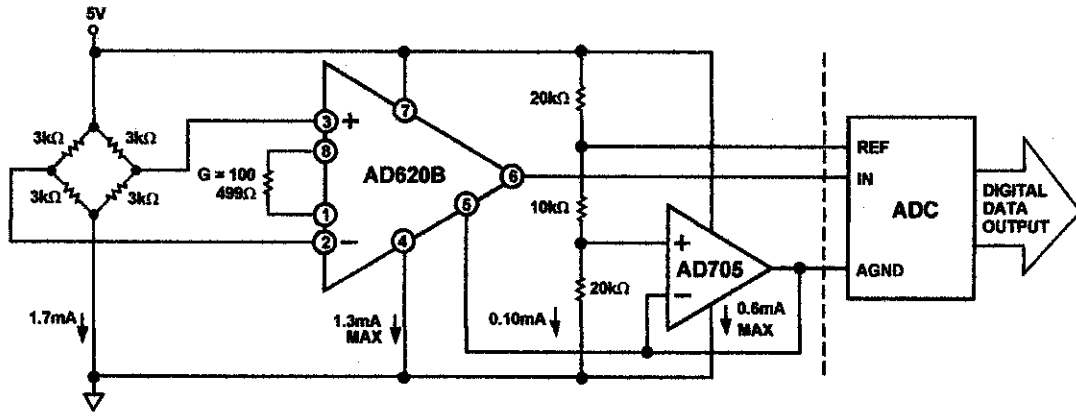 5V
3kΩ
3kΩ
3kΩ
3kΩ
1.7mA
3
+
8
G = 100
499Ω
1
2
−
7
AD620B
6
5
4
1.3mA
MAX
20kΩ
10kΩ
20kΩ
0.10mA
+
AD705
−
0.6mA
MAX
REF
IN
ADC
AGND
DIGITAL
DATA
OUTPUT